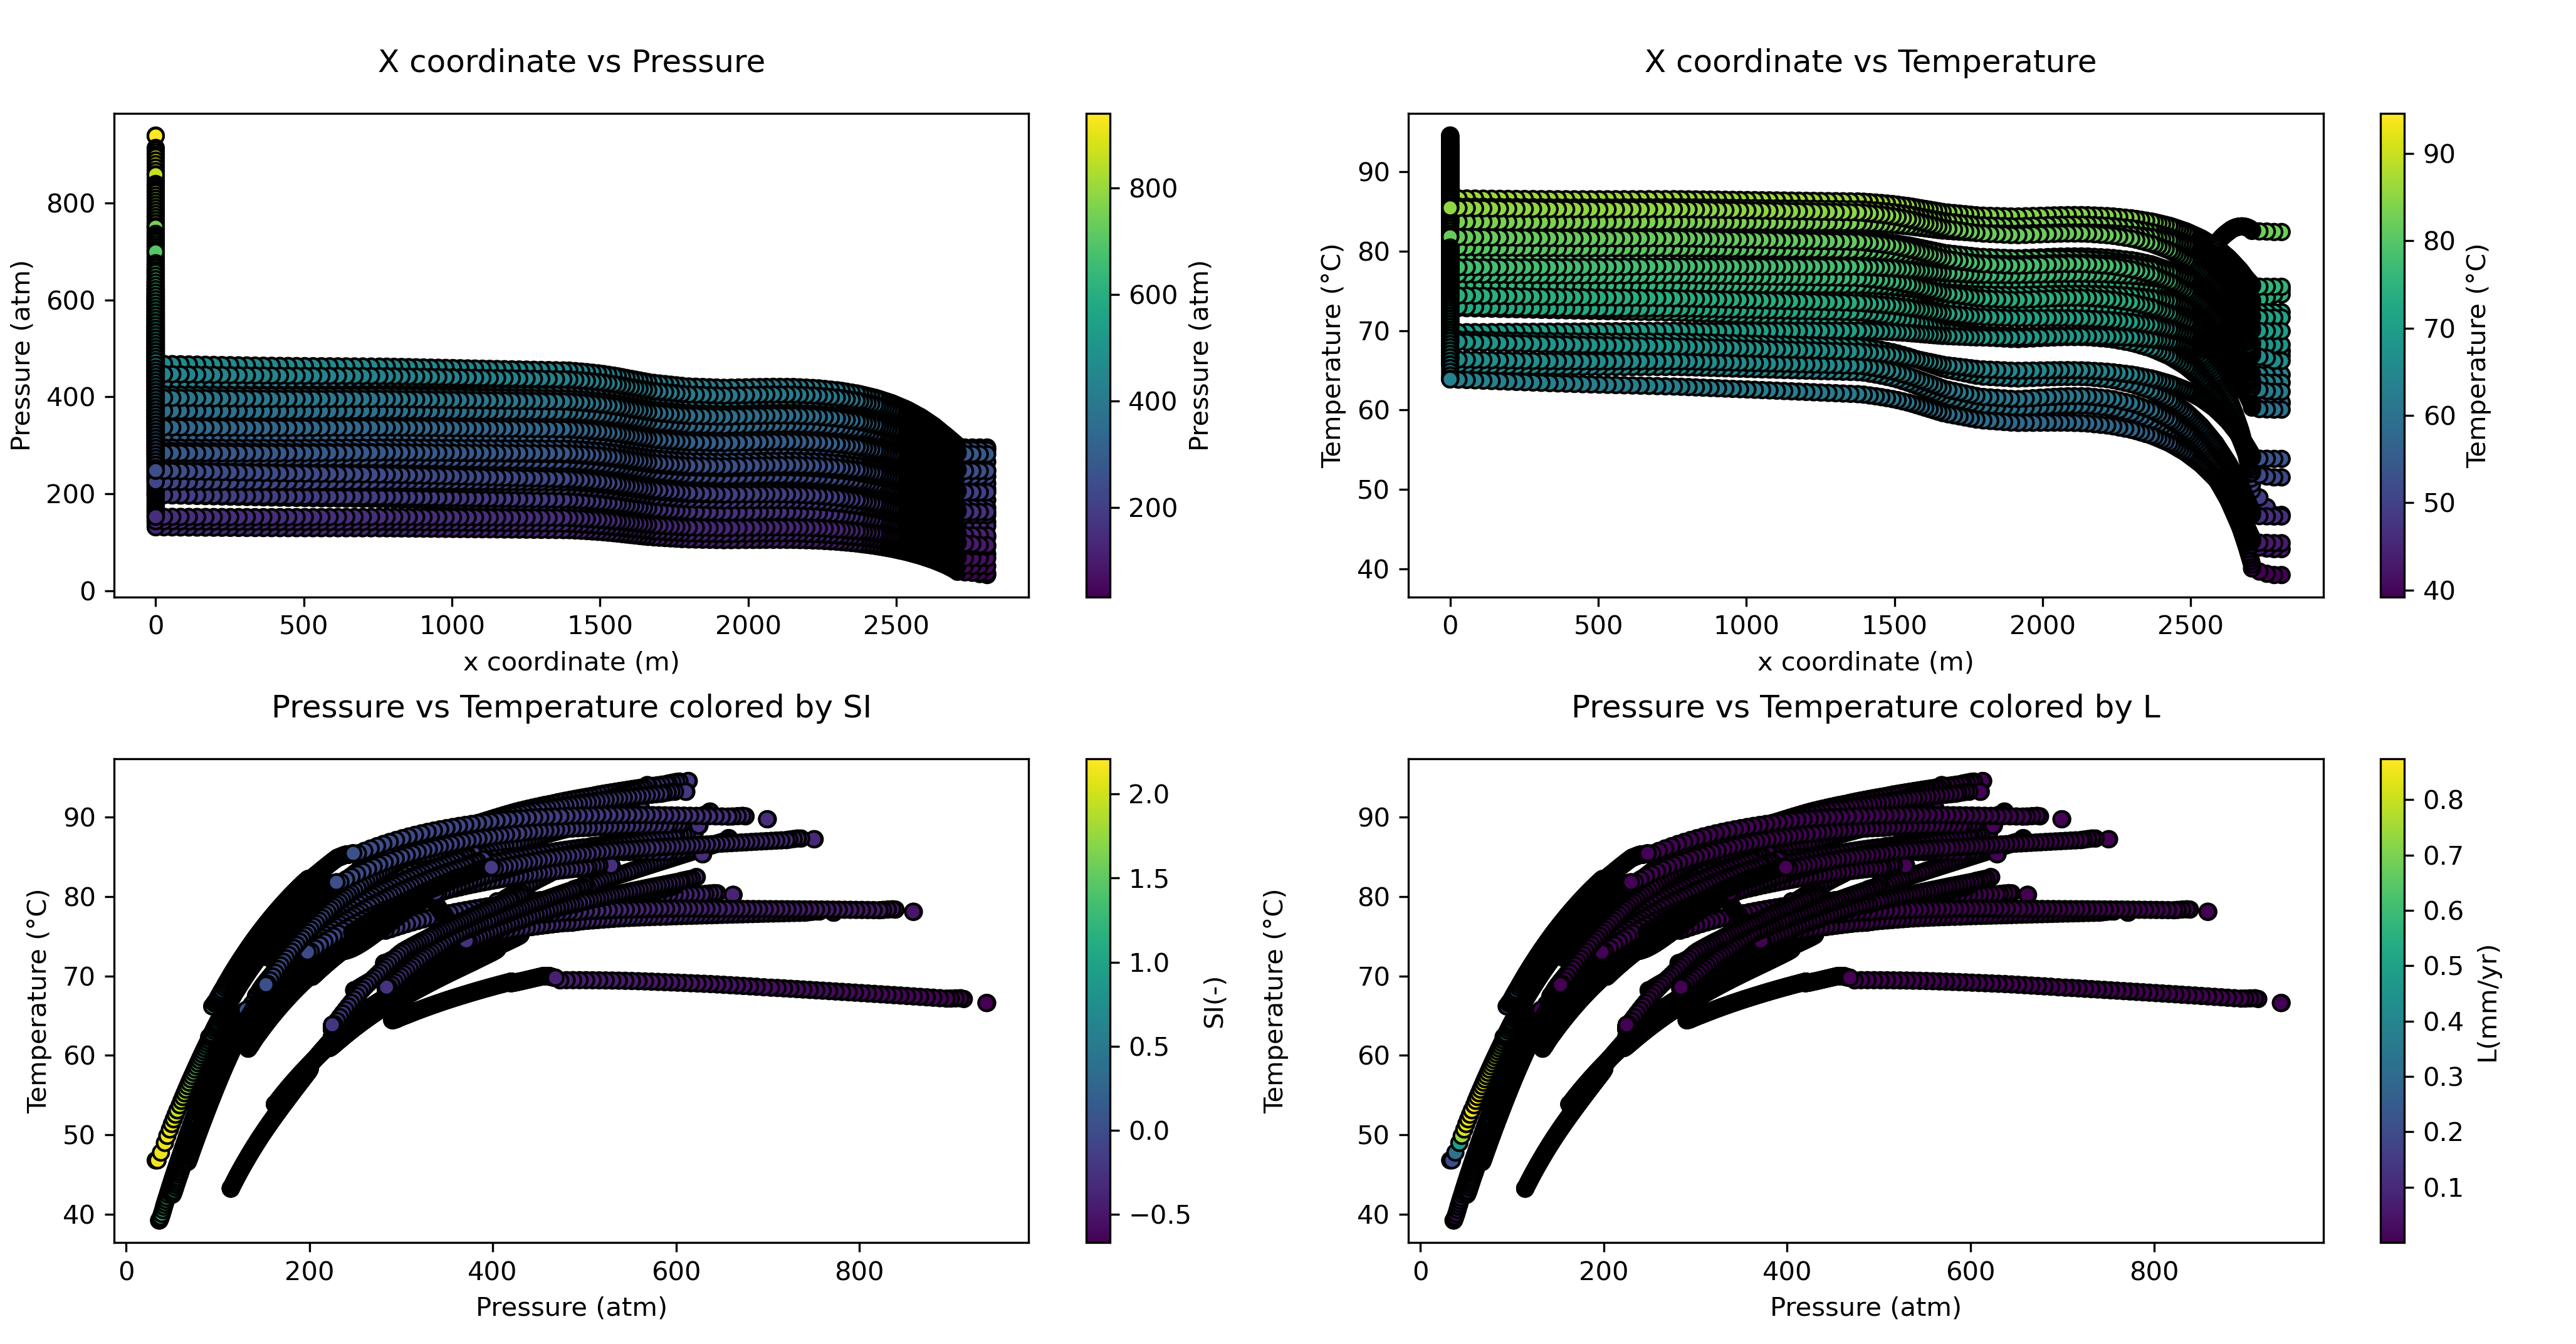 X coordinate vs Pressure
Pressure (atm)
800
600
400
200
0
0 500 1000 1500 2000 2500
x coordinate (m)
800
600
400
200
Pressure (atm)
X coordinate vs Temperature
Temperature (°C)
90
80
70
60
50
40
0 500 1000 1500 2000 2500
x coordinate (m)
90
80
70
60
50
40
Temperature (°C)
Pressure vs Temperature colored by SI
Temperature (°C)
90
80
70
60
50
40
0 200 400 600 800
Pressure (atm)
2.0
1.5
1.0
0.5
0.0
−0.5
SI(-)
Pressure vs Temperature colored by L
Temperature (°C)
90
80
70
60
50
40
0 200 400 600 800
Pressure (atm)
0.8
0.7
0.6
0.5
0.4
0.3
0.2
0.1
L(mm/yr)